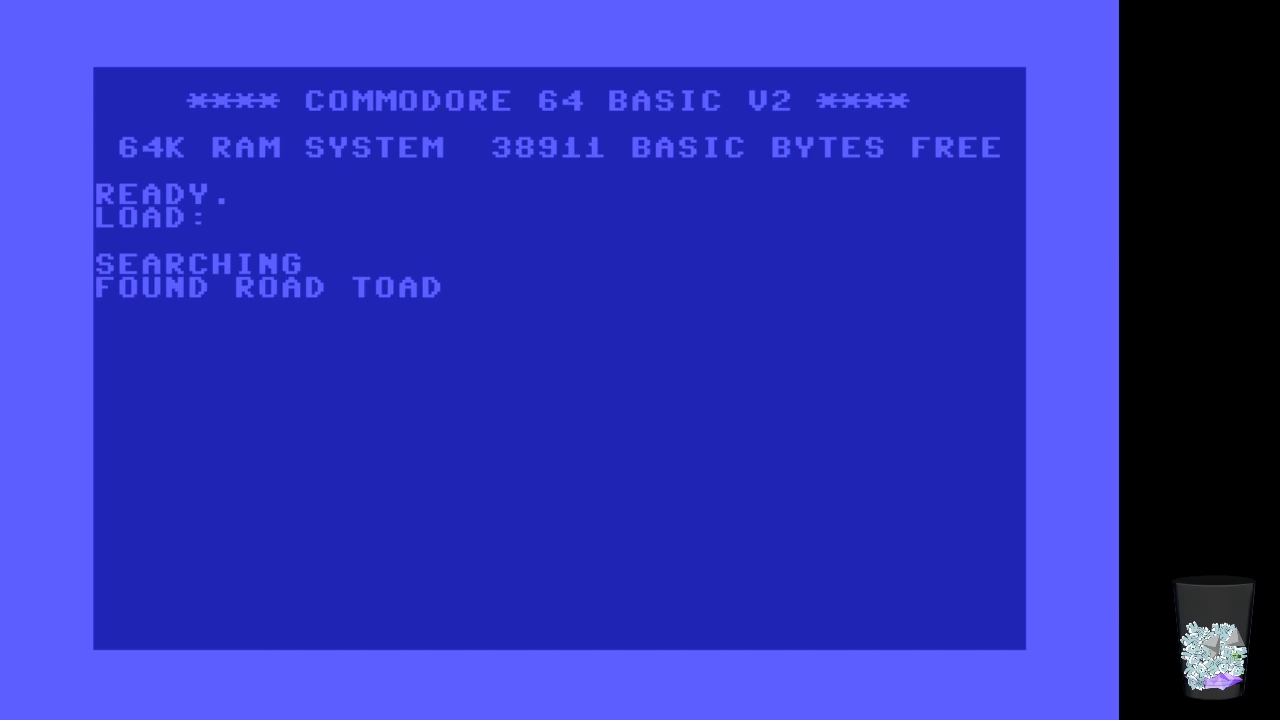 **** COMMODORE 64 BASIC V2 ****
64K RAM SYSTEM  38911 BASIC BYTES FREE
READY.
LOAD:
SEARCHING
FOUND ROAD TOAD